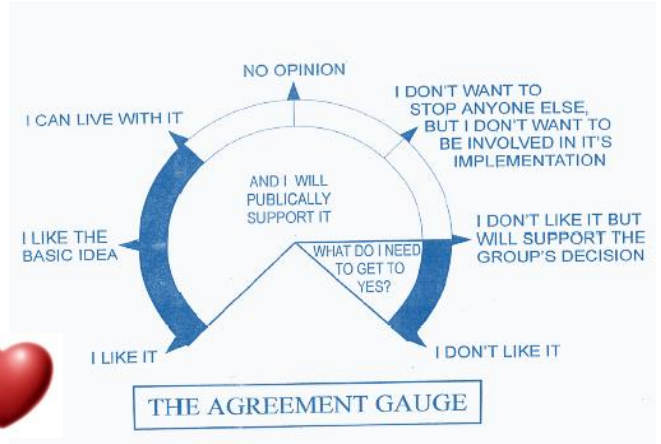 NO OPINION
I CAN LIVE WITH IT
I DON'T WANT TO
STOP ANYONE ELSE,
BUT I DON'T WANT TO
BE INVOLVED IN IT'S
IMPLEMENTATION
AND I WILL
PUBLICALLY
SUPPORT IT
I LIKE THE
BASIC IDEA
WHAT DO I NEED
TO GET TO
YES?
I DON'T LIKE IT BUT
WILL SUPPORT THE
GROUP'S DECISION
I LIKE IT
I DON'T LIKE IT
THE AGREEMENT GAUGE